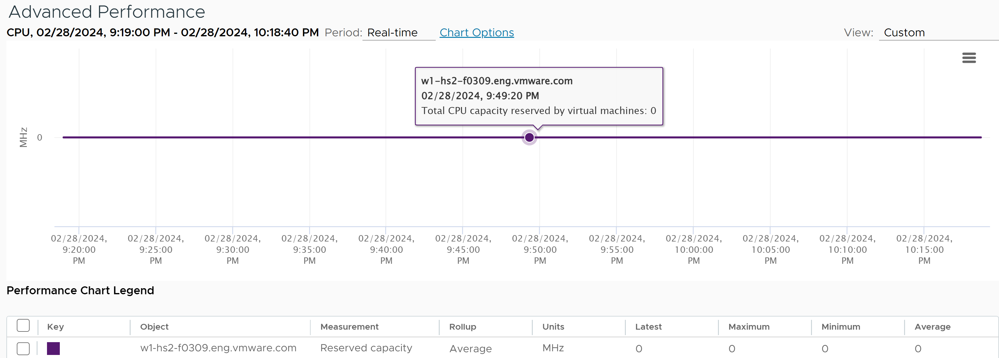 Advanced Performance
CPU, 02/28/2024, 9:19:00 PM - 02/28/2024, 10:18:40 PM Period: Real-time Chart Options View: Custom
w1-hs2-f0309.eng.vmware.com
02/28/2024, 9:49:20 PM
Total CPU capacity reserved by virtual machines: 0
MHz
0
02/28/2024, 02/28/2024, 02/28/2024, 02/28/2024, 02/28/2024, 02/28/2024, 02/28/2024, 02/28/2024, 02/28/2024, 02/28/2024, 02/28/2024, 02/28/2024,
9:20:00 9:25:00 9:30:00 9:35:00 9:40:00 9:45:00 9:50:00 9:55:00 10:00:00 10:05:00 10:10:00 10:15:00
PM PM PM PM PM PM PM PM PM PM PM PM
Performance Chart Legend
Key Object Measurement Rollup Units Latest Maximum Minimum Average
w1-hs2-f0309.eng.vmware.com Reserved capacity Average MHz 0 0 0 0